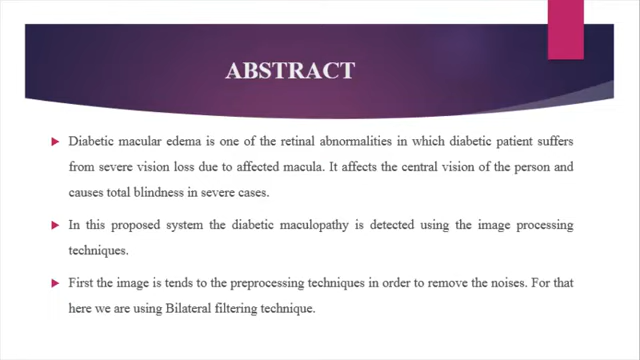 ABSTRACT
Diabetic macular edema is one of the retinal abnormalities in which diabetic patient suffers
from severe vision loss due to affected macula. It affects the central vision of the person and
causes total blindness in severe cases.
In this proposed system the diabetic maculopathy is detected using the image processing
techniques.
First the image is tends to the preprocessing techniques in order to remove the noises. For that
here we are using Bilateral filtering technique.